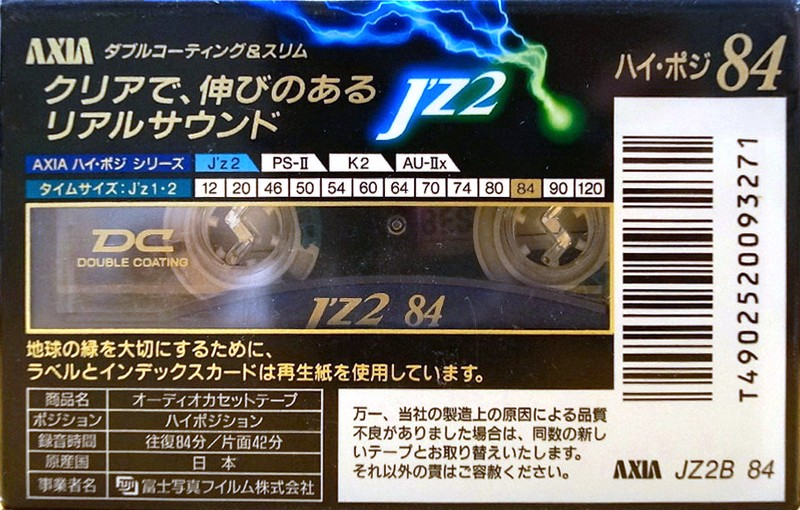 AXIA ダブルコーティング&スリム
クリアで、伸びのある
リアルサウンド
J'Z2
ハイ・ポジ 84
AXIA ハイ・ポジ シリーズ J'z2 PS-II K2 AU-IIx
タイムサイズ:J'z1・2 12 20 46 50 54 60 64 70 74 80 84 90 120
DC
DOUBLE COATING
J'Z2 84
T4902520093271
地球の緑を大切にするために、
ラベルとインデックスカードは再生紙を使用しています。
商品名 オーディオカセットテープ
ポジション ハイポジション
録音時間 往復84分/片面42分
原産国 日本
事業者名 富士写真フイルム株式会社
万一、当社の製造上の原因による品質
不良がありました場合は、同数の新し
いテープとお取り替えいたします。
それ以外の責はご容赦ください。
AXIA JZ2B 84